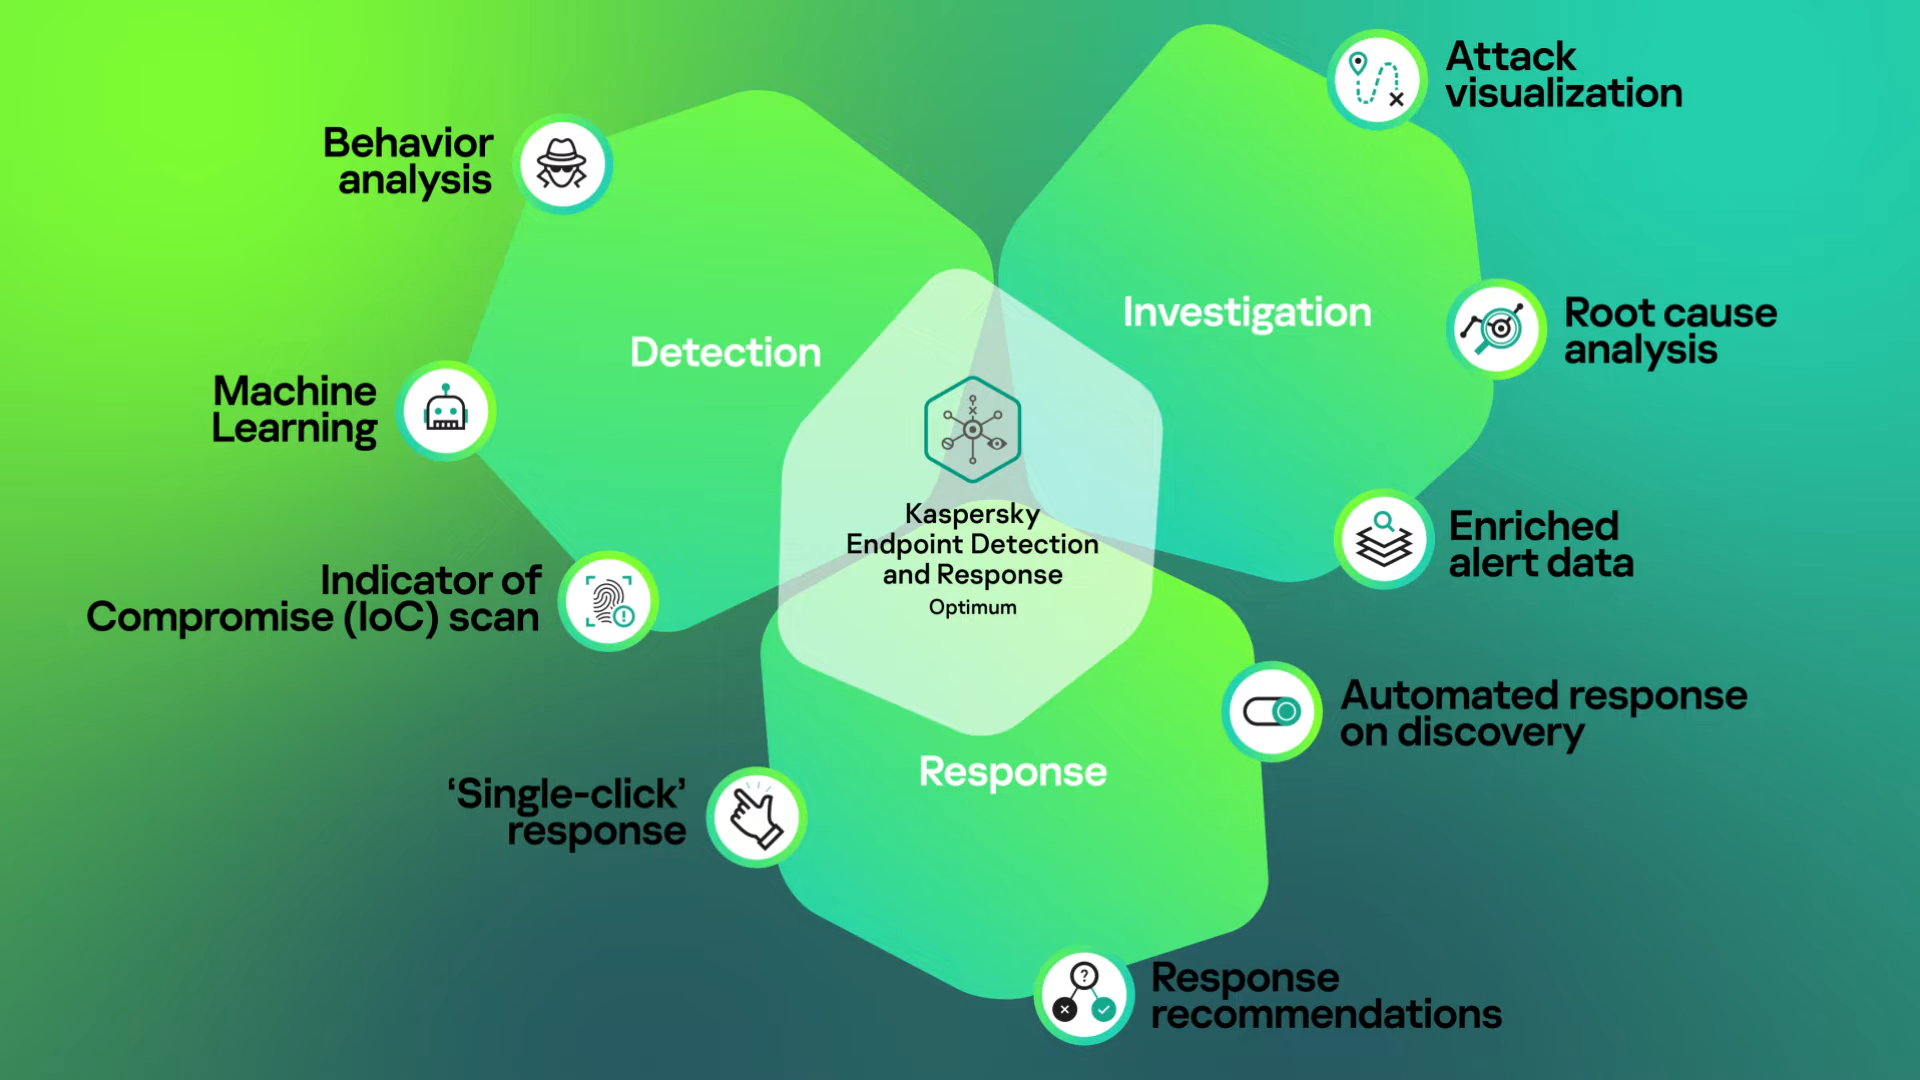 Attack
visualization
Behavior
analysis
Investigation
Root cause
analysis
Detection
Machine
Learning
Kaspersky
Endpoint Detection
and Response
Optimum
Enriched
alert data
Indicator of
Compromise (IoC) scan
Automated response
on discovery
Response
‘Single-click’
response
Response
recommendations